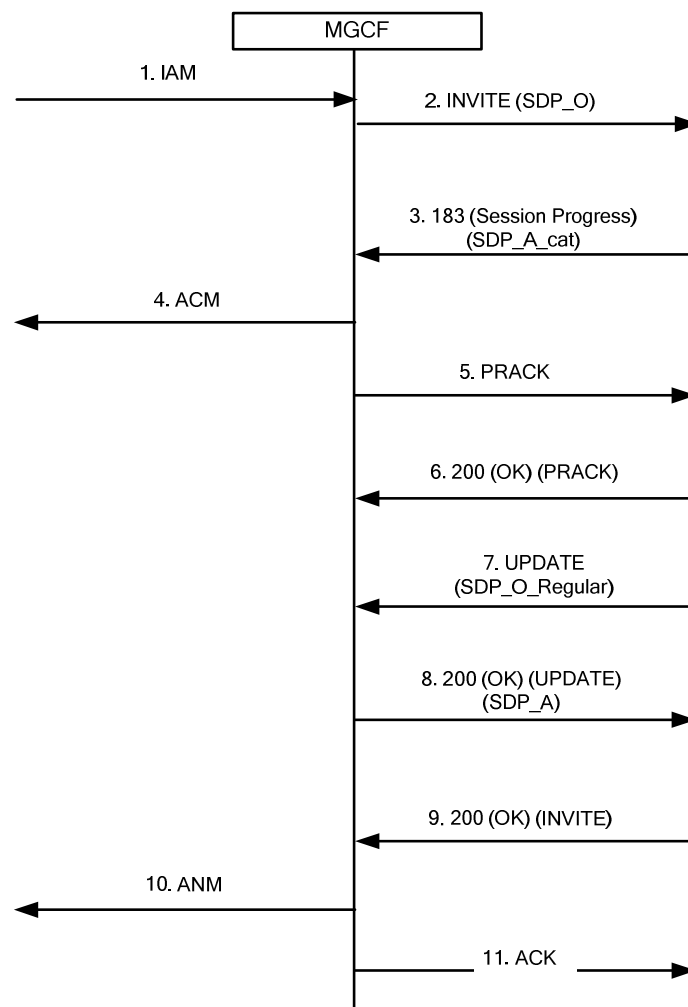 MGCF
1. IAM
2. INVITE (SDP_O)
3. 183 (Session Progress)
(SDP_A_cat)
4. ACM
5. PRACK
6. 200 (OK) (PRACK)
7. UPDATE
(SDP_O_Regular)
8. 200 (OK) (UPDATE)
(SDP_A)
9. 200 (OK) (INVITE)
10. ANM
11. ACK